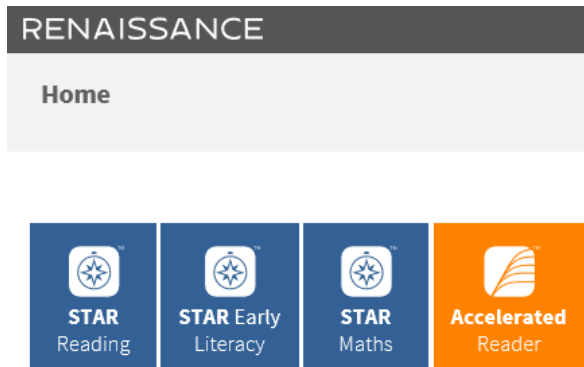 RENAISSANCE
Home
STAR Reading
STAR Early Literacy
STAR Maths
Accelerated Reader